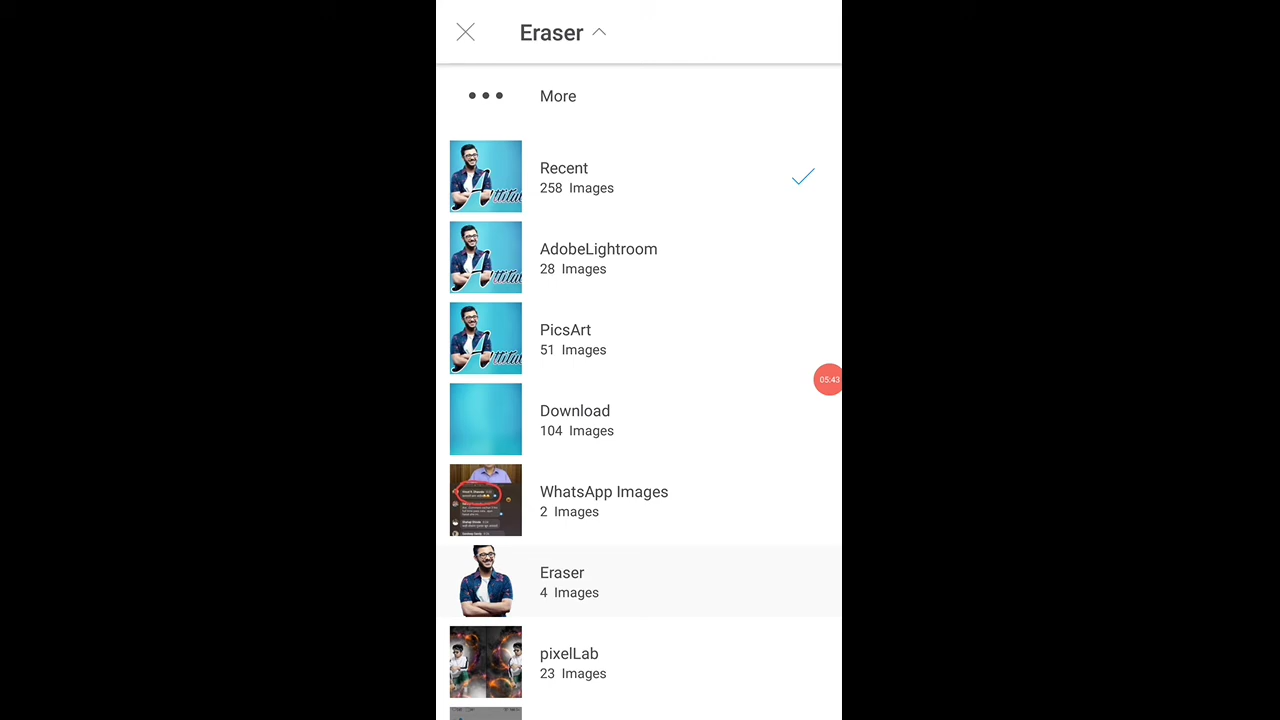 Eraser
More
Recent
258 Images
AdobeLightroom
28 Images
PicsArt
51 Images
05:43
Download
104 Images
WhatsApp Images
2 Images
Eraser
4 Images
pixelLab
23 Images